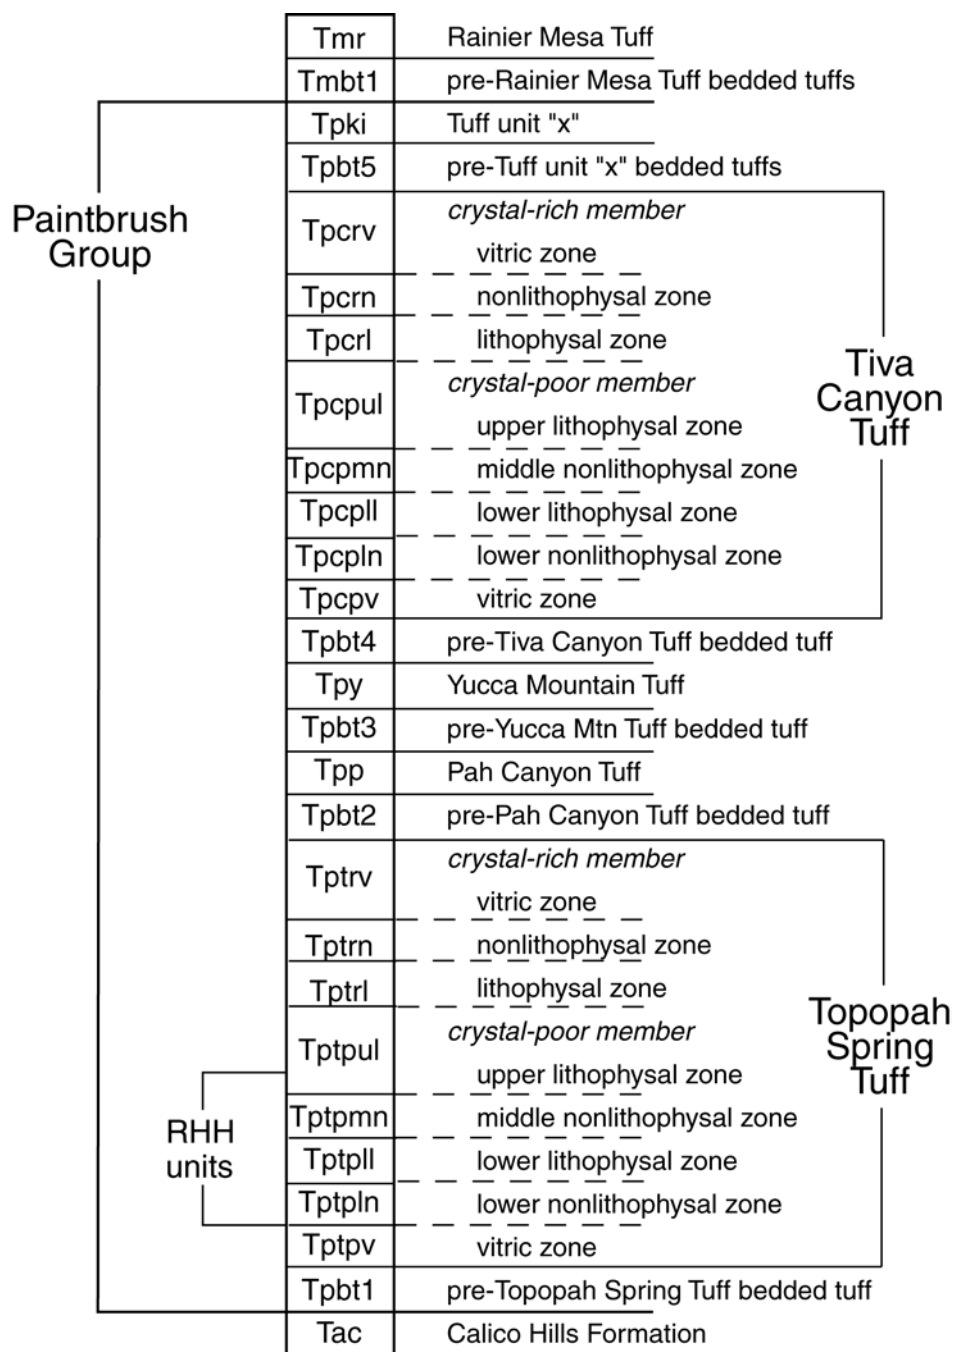 Tmr Rainier Mesa Tuff
Tmbt1 pre-Rainier Mesa Tuff bedded tuffs
Tpki Tuff unit "x"
Tpbt5 pre-Tuff unit "x" bedded tuffs
Paintbrush
Group
Tpcrv crystal-rich member
vitric zone
Tpcrn nonlithophysal zone
Tpcrl lithophysal zone
Tiva
Canyon
Tuff
Tpcpul crystal-poor member
upper lithophysal zone
Tpcpmn middle nonlithophysal zone
Tpcpll lower lithophysal zone
Tpcpln lower nonlithophysal zone
Tpcpv vitric zone
Tpbt4 pre-Tiva Canyon Tuff bedded tuff
Tpy Yucca Mountain Tuff
Tpbt3 pre-Yucca Mtn Tuff bedded tuff
Tpp Pah Canyon Tuff
Tpbt2 pre-Pah Canyon Tuff bedded tuff
Tptrv crystal-rich member
vitric zone
Tptrn nonlithophysal zone
Tptrl lithophysal zone
Topopah
Spring
Tuff
Tptpul crystal-poor member
upper lithophysal zone
RHH
units
Tptpmn middle nonlithophysal zone
Tptpll lower lithophysal zone
Tptpln lower nonlithophysal zone
Tptpv vitric zone
Tpbt1 pre-Topopah Spring Tuff bedded tuff
Tac Calico Hills Formation